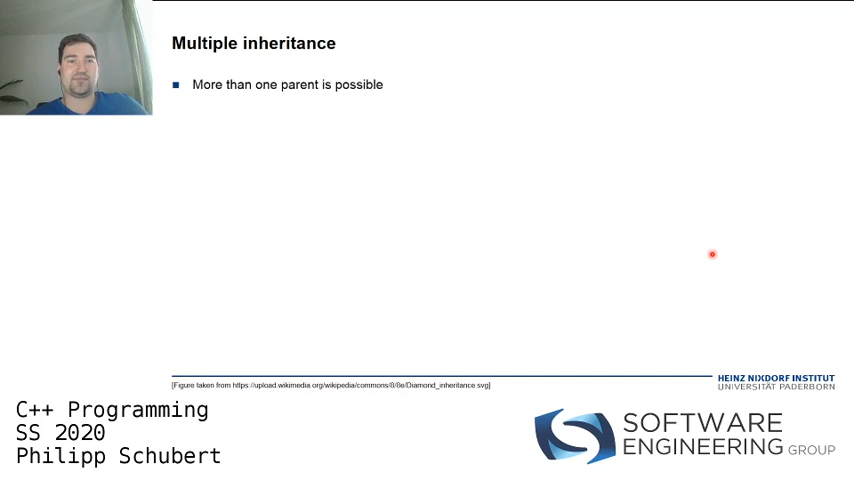 Multiple inheritance
More than one parent is possible
[Figure taken from https://upload.wikimedia.org/wikipedia/commons/8/8e/Diamond_inheritance.svg]
HEINZ NIXDORF INSTITUT
UNIVERSITÄT PADERBORN
C++ Programming
SS 2020
Philipp Schubert
SOFTWARE
ENGINEERING GROUP